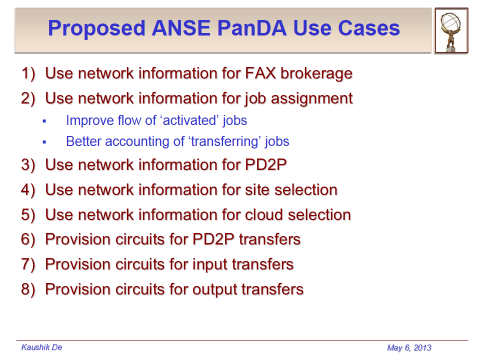 Proposed ANSE PanDA Use Cases
1) Use network information for FAX brokerage
2) Use network information for job assignment
▪ Improve flow of ‘activated’ jobs
▪ Better accounting of ‘transferring’ jobs
3) Use network information for PD2P
4) Use network information for site selection
5) Use network information for cloud selection
6) Provision circuits for PD2P transfers
7) Provision circuits for input transfers
8) Provision circuits for output transfers
Kaushik De
May 6, 2013